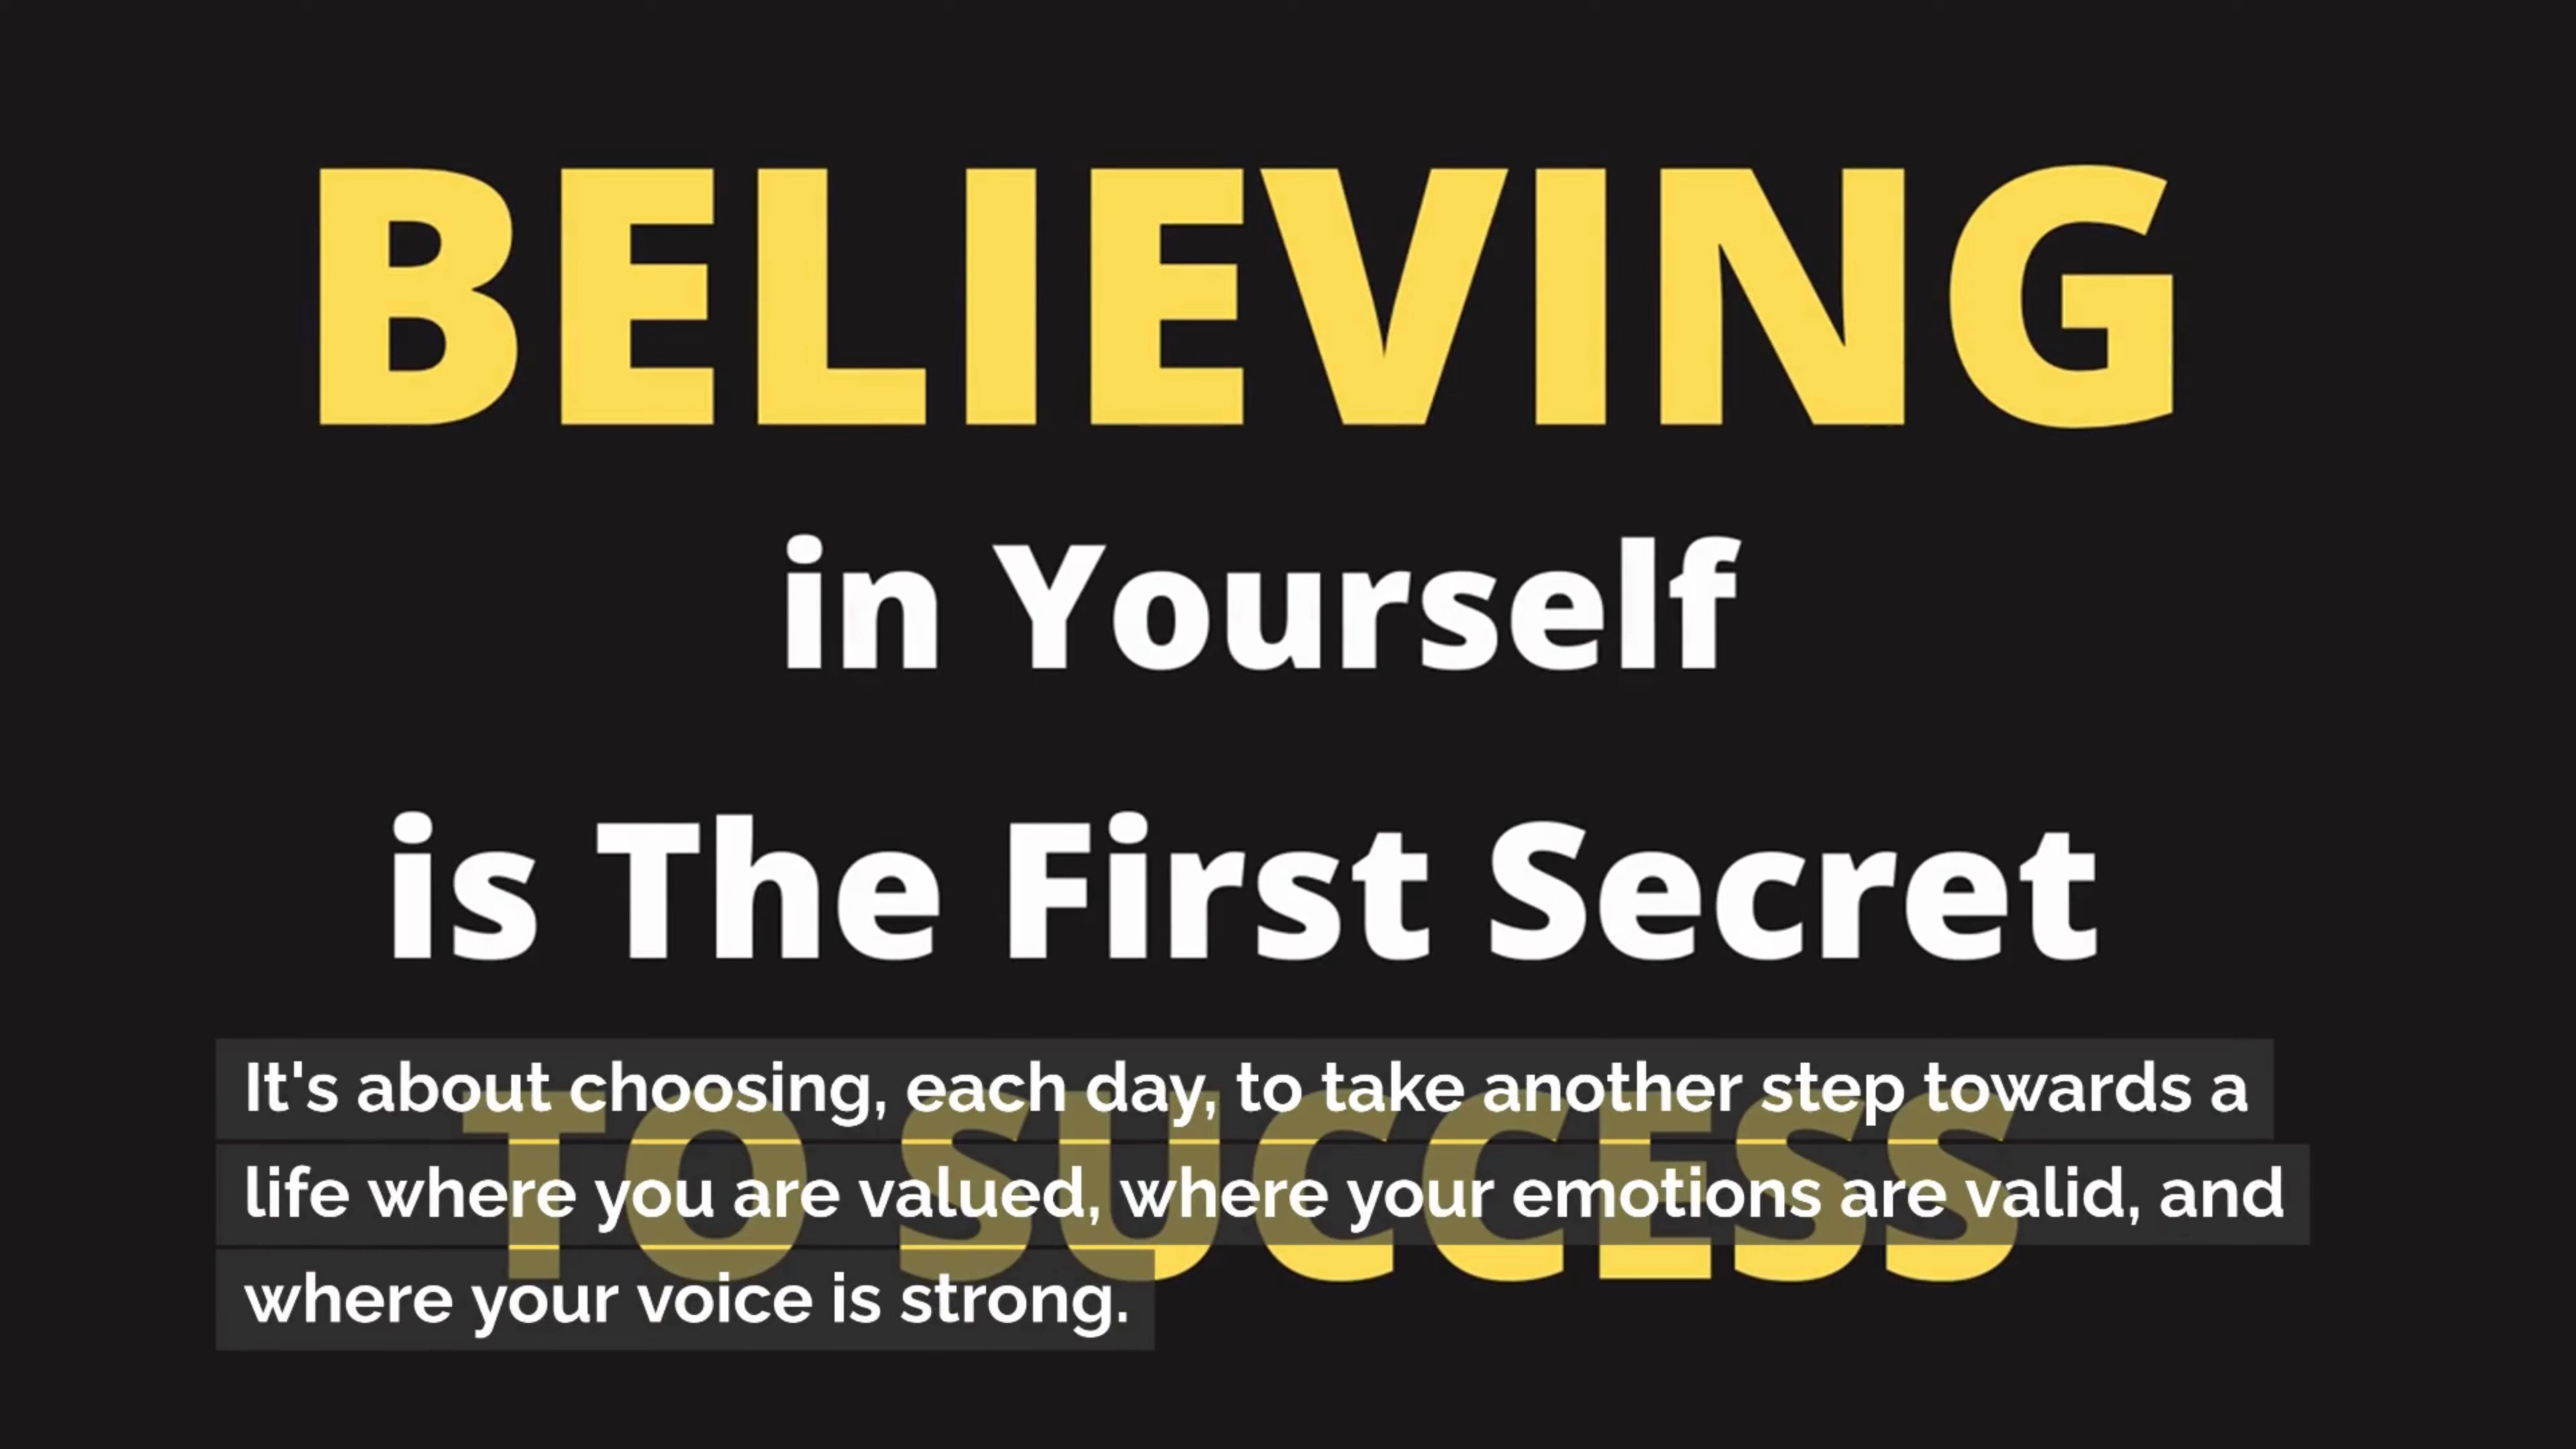 BELIEVING
in Yourself
is The First Secret
TO SUCCESS
It's about choosing, each day, to take another step towards a
life where you are valued, where your emotions are valid, and
where your voice is strong.